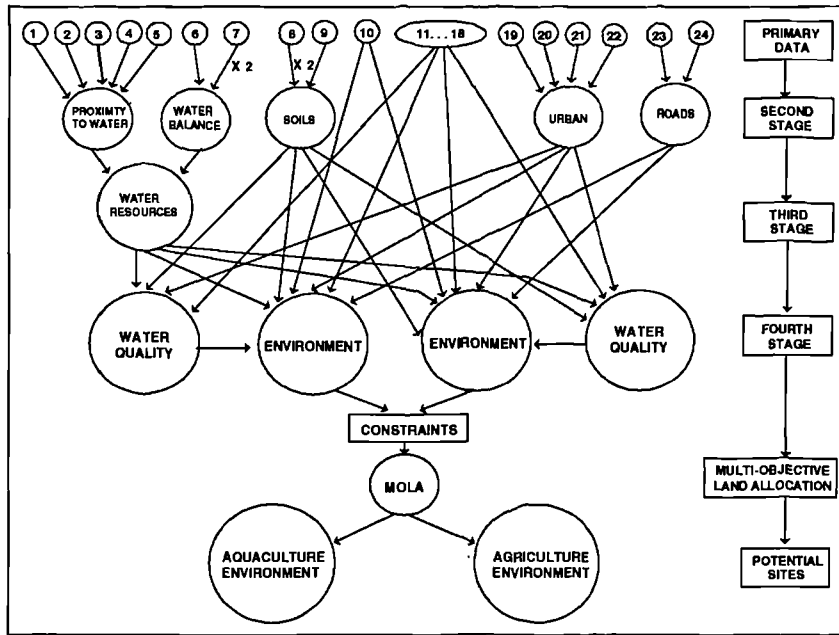 1 2 3 4 5 6 7 8 9 10 11...18 19 20 21 22 23 24
X 2
X 2
PRIMARY
DATA
PROXIMTY
TO WATER
WATER
BALANCE
SOILS
URBAN
ROADS
SECOND
STAGE
WATER
RESOURCES
THIRD
STAGE
WATER
QUALITY
ENVIRONMENT
ENVIRONMENT
WATER
QUALITY
FOURTH
STAGE
CONSTRAINTS
MOLA
MULTI-OBJECTIVE
LAND ALLOCATION
AQUACULTURE
ENVIRONMENT
AGRICULTURE
ENVIRONMENT
POTENTIAL
SITES